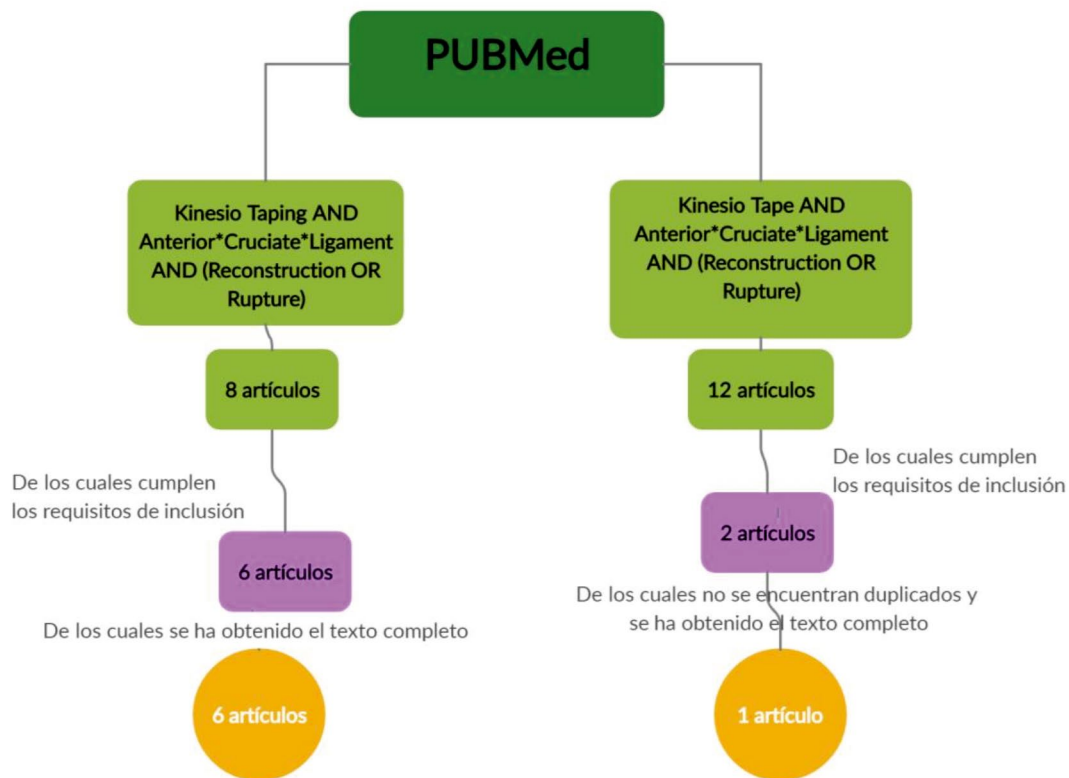 PUBMed
Kinesio Taping AND
Anterior*Cruciate*Ligament
AND (Reconstruction OR
Rupture)
8 artículos
De los cuales cumplen
los requisitos de inclusión
6 artículos
De los cuales se ha obtenido el texto completo
6 artículos
Kinesio Tape AND
Anterior*Cruciate*Ligament
AND (Reconstruction OR
Rupture)
12 artículos
De los cuales cumplen
los requisitos de inclusión
2 artículos
De los cuales no se encuentran duplicados y
se ha obtenido el texto completo
1 artículo